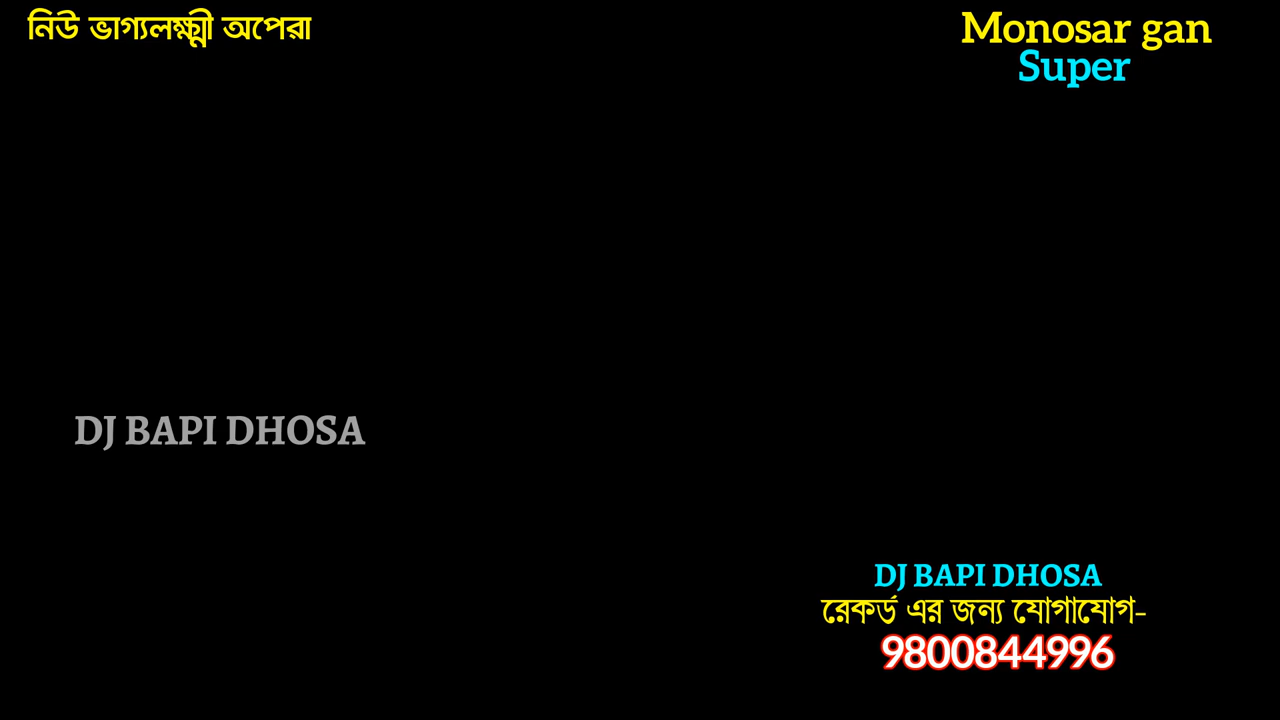 নিউ ভাগ্যলক্ষ্মী অপেরা
Monosar gan
Super
DJ BAPI DHOSA
DJ BAPI DHOSA
রেকর্ড এর জন্য যোগাযোগ-
9800844996